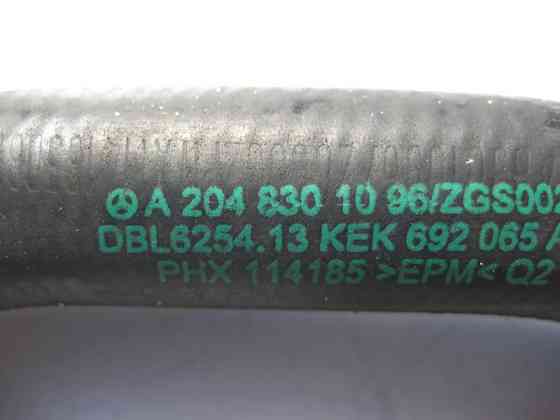 A 204 830 10 96/ZGS002
DBL6254.13 KEK 692 065 A
PHX 114185 >EPM< Q2